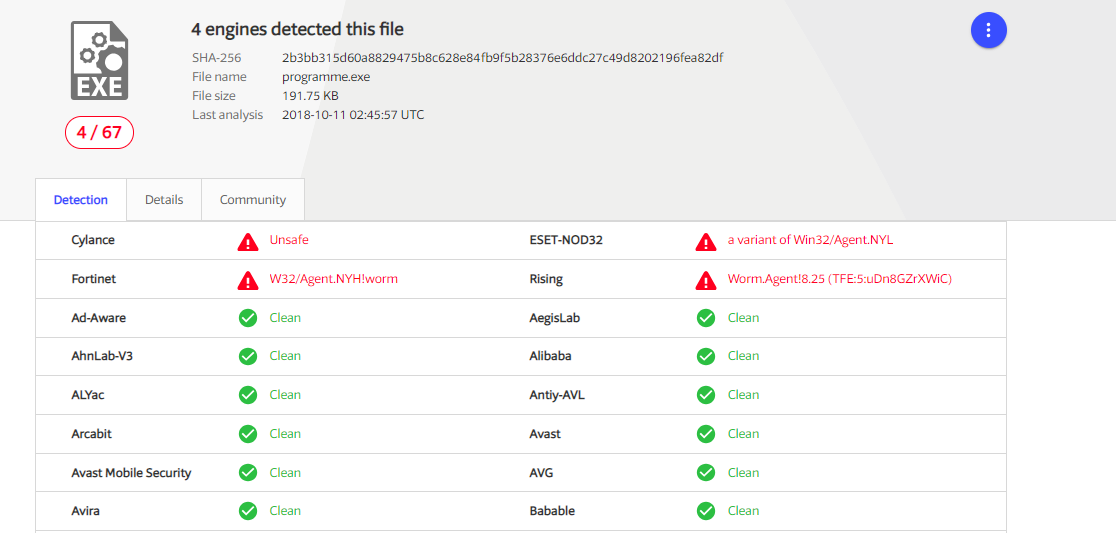 4 engines detected this file
SHA-256 2b3bb315d60a8829475b8c628e84fb9f5b28376e6ddc27c49d8202196fea82df
File name programme.exe
File size 191.75 KB
Last analysis 2018-10-11 02:45:57 UTC
EXE
4 / 67
Detection Details Community
Cylance Unsafe ESET-NOD32 a variant of Win32/Agent.NYL
Fortinet W32/Agent.NYH!worm Rising Worm.Agent!8.25 (TFE:5:uDn8GZrXWiC)
Ad-Aware Clean AegisLab Clean
AhnLab-V3 Clean Alibaba Clean
ALYac Clean Antiy-AVL Clean
Arcabit Clean Avast Clean
Avast Mobile Security Clean AVG Clean
Avira Clean Babable Clean